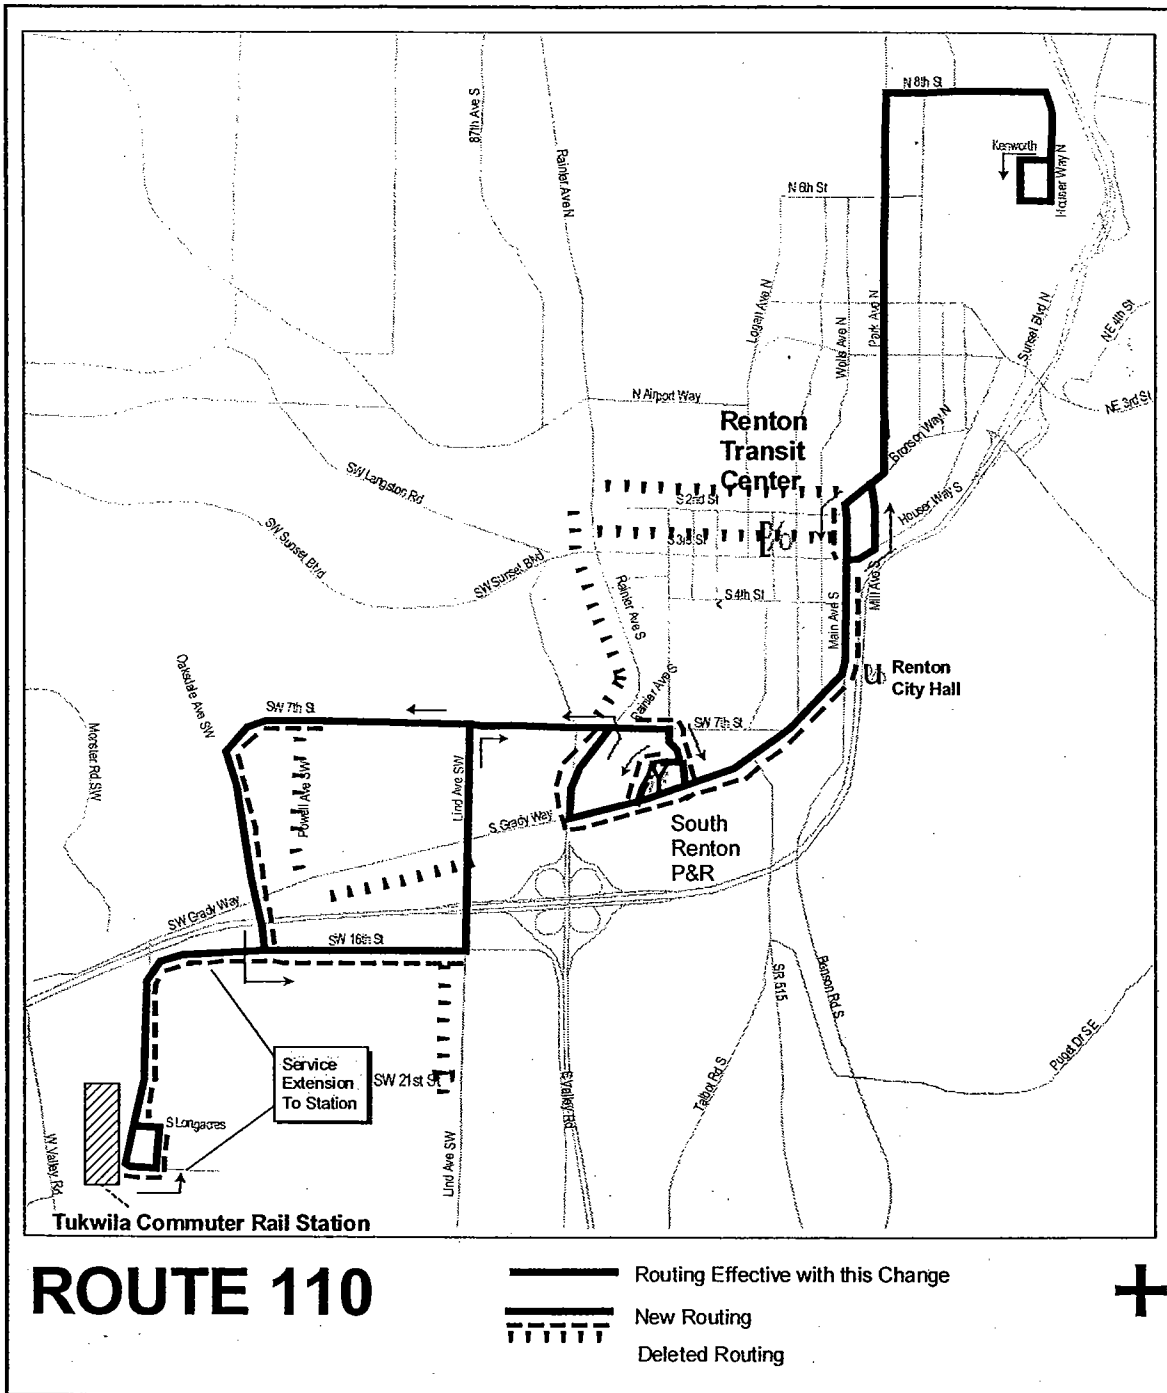 N 8th St
87th Ave S
Rainier Ave N
Kenworth
Houser Way N
N 6th St
Logan Ave N
Wells Ave N
Park Ave N
Sunset Blvd N
NE 4th St
NE 3rd St
N Airport Way
Renton
Transit
Center
Bronson Way N
SW Langston Rd
S 2nd St
Houser Way S
SW Sunset Blvd
S 3rd St
SW Sunset Blvd
Rainier Ave S
S 4th St
Main Ave S
Mill Ave S
Renton
City Hall
Oaksdale Ave SW
Rainier Ave S
SW 7th St
SW 7th St
Monster Rd SW
Powell Ave SW
Lind Ave SW
S Grady Way
South
Renton
P&R
SW Grady Way
SW 16th St
SR 515
Benson Rd S
Puget Dr SE
Service
Extension
To Station
SW 21st St
E Valley Rd
Talbot Rd S
S Longacres
W Valley Rd
Lind Ave SW
Tukwila Commuter Rail Station
ROUTE 110
Routing Effective with this Change
New Routing
Deleted Routing